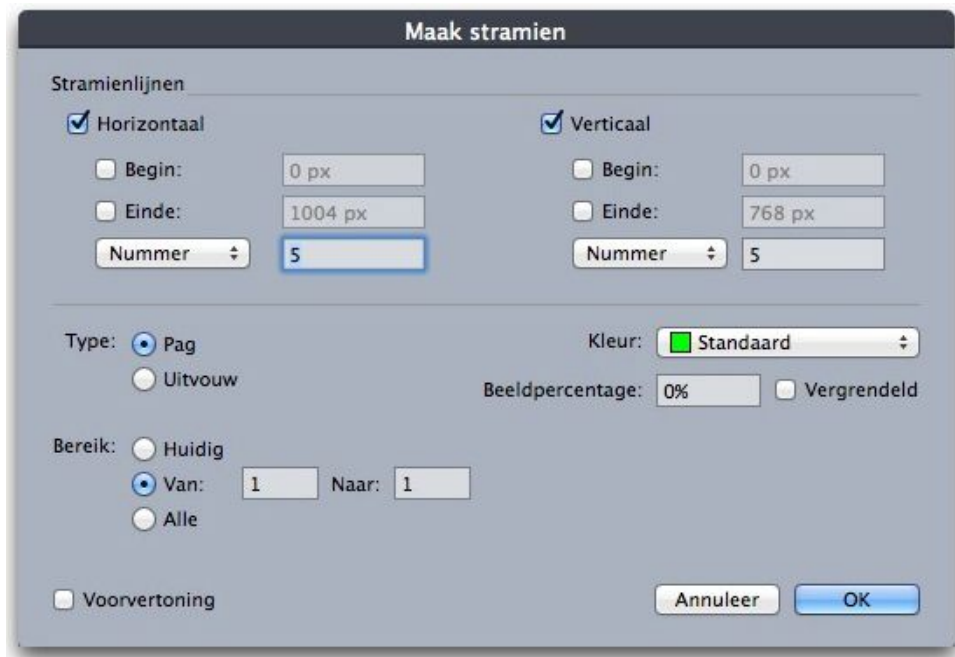 Maak stramien
Stramienlijnen
Horizontaal
Begin: 0 px
Einde: 1004 px
Nummer 5
Verticaal
Begin: 0 px
Einde: 768 px
Nummer 5
Type: Pag
Uitvouw
Kleur: Standaard
Beeldpercentage: 0% Vergrendeld
Bereik: Huidig
Van: 1 Naar: 1
Alle
Voorvertoning
Annuleer OK